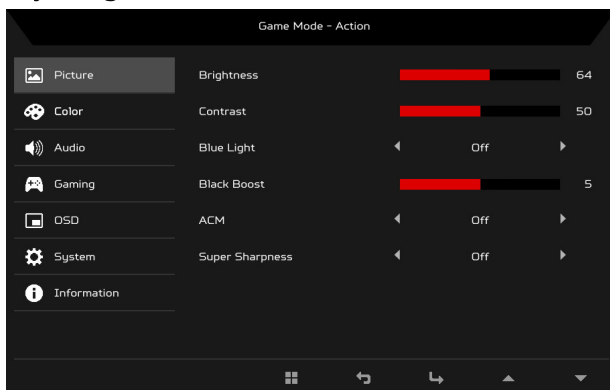 Game Mode - Action
Picture
Brightness 64
Color
Contrast 50
Audio
Blue Light Off
Gaming
Black Boost 5
OSD
ACM Off
System
Super Sharpness Off
Information